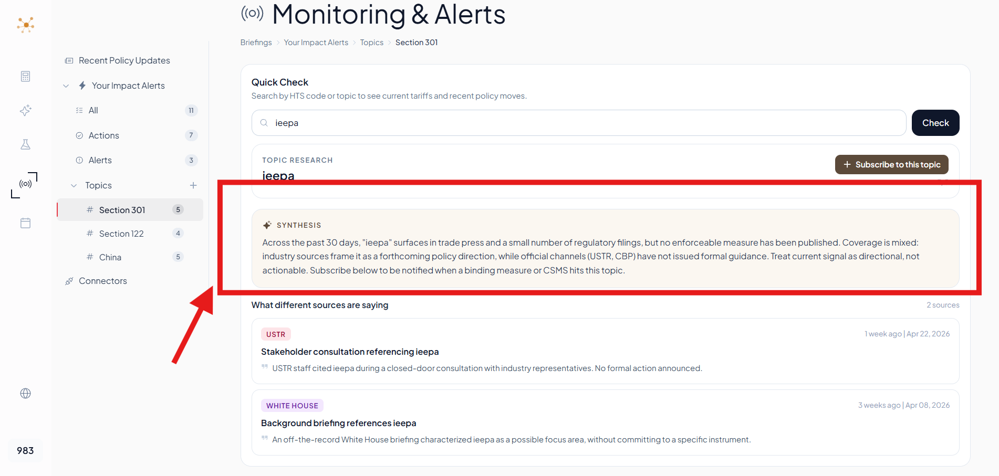 Monitoring & Alerts
Briefings > Your Impact Alerts > Topics > Section 301
Recent Policy Updates
Your Impact Alerts
All 11
Actions 7
Alerts 3
Topics +
# Section 301 5
# Section 122 4
# China 5
Connectors
983
Quick Check
Search by HTS code or topic to see current tariffs and recent policy moves.
ieepa
Check
TOPIC RESEARCH
+ Subscribe to this topic
ieepa
SYNTHESIS
Across the past 30 days, "ieepa" surfaces in trade press and a small number of regulatory filings, but no enforceable measure has been published. Coverage is mixed:
industry sources frame it as a forthcoming policy direction, while official channels (USTR, CBP) have not issued formal guidance. Treat current signal as directional, not
actionable. Subscribe below to be notified when a binding measure or CSMS hits this topic.
What different sources are saying
2 sources
USTR
1 week ago | Apr 22, 2026
Stakeholder consultation referencing ieepa
USTR staff cited ieepa during a closed-door consultation with industry representatives. No formal action announced.
WHITE HOUSE
3 weeks ago | Apr 08, 2026
Background briefing references ieepa
An off-the-record White House briefing characterized ieepa as a possible focus area, without committing to a specific instrument.